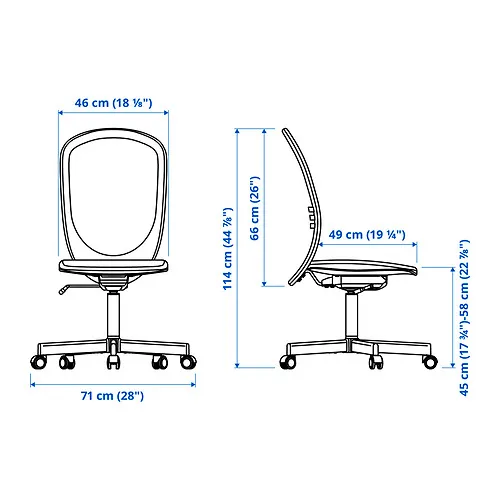 46 cm (18 ⅛")
114 cm (44 ⅞")
66 cm (26")
49 cm (19 ¼")
45 cm (17 ¾")-58 cm (22 ⅞")
71 cm (28")